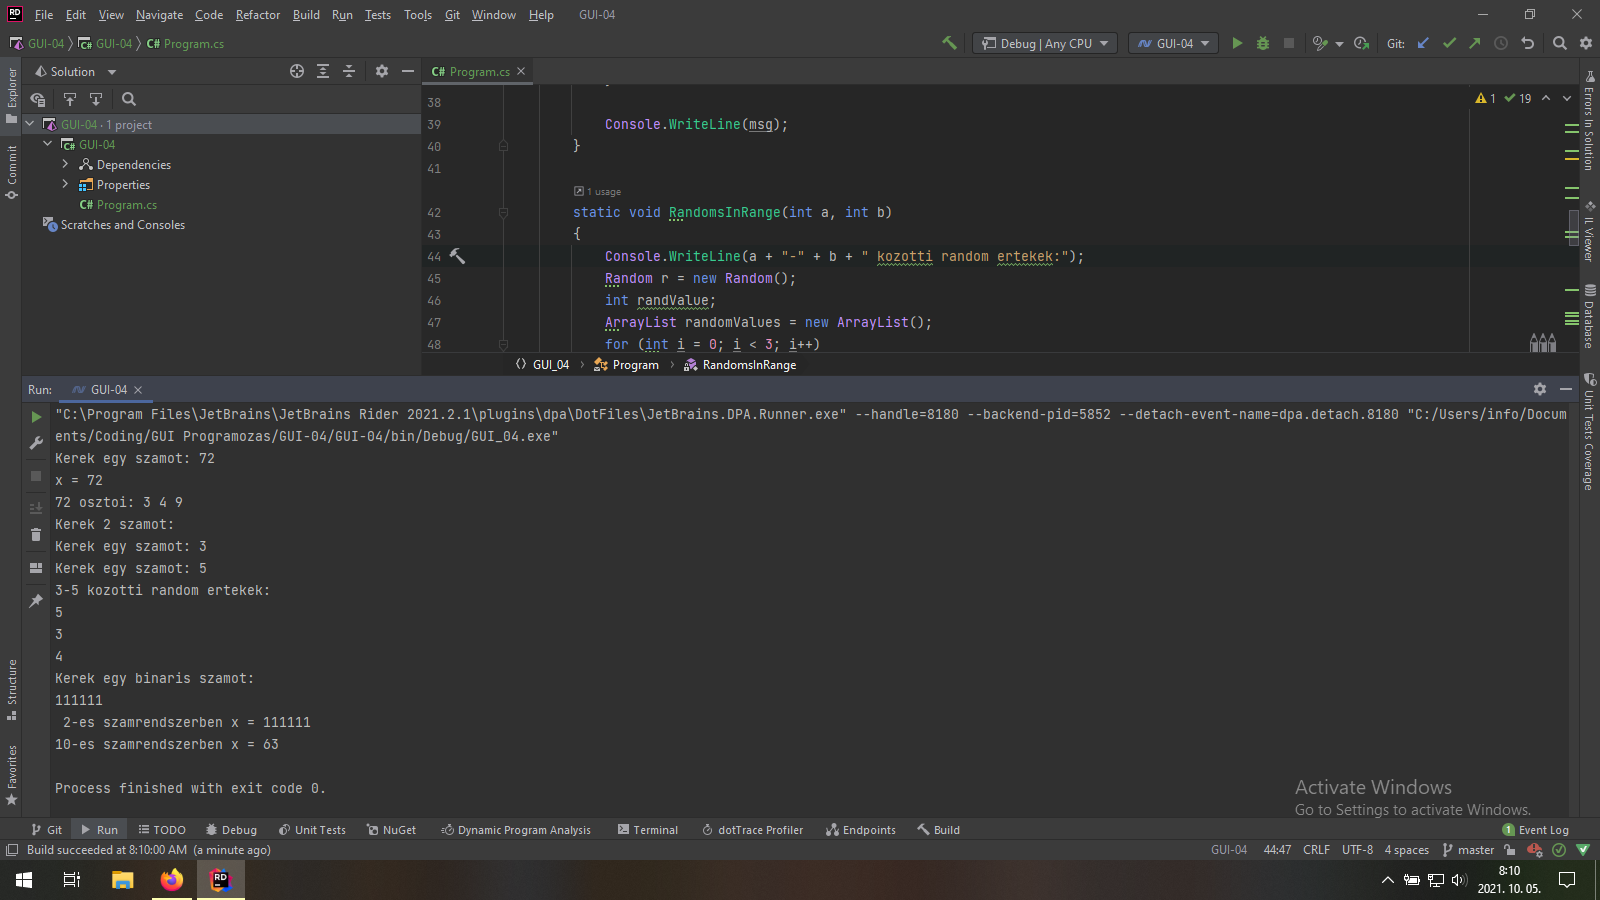 RD File Edit View Navigate Code Refactor Build Run Tests Tools Git Window Help GUI-04
GUI-04 GUI-04 C# Program.cs Debug | Any CPU GUI-04 Git:
Solution
C# Program.cs
Explorer
Commit
Structure
Favorites
GUI-04 · 1 project
GUI-04
Dependencies
Properties
C# Program.cs
Scratches and Consoles
1 19
38
39 Console.WriteLine(msg);
40 }
41
1 usage
42 static void RandomsInRange(int a, int b)
43 {
44 Console.WriteLine(a + "-" + b + " kozotti random ertekek:");
45 Random r = new Random();
46 int randValue;
47 ArrayList randomValues = new ArrayList();
48 for (int i = 0; i < 3; i++)
GUI_04 Program RandomsInRange
Errors In Solution
IL Viewer
Database
Unit Tests Coverage
Run: GUI-04
"C:\Program Files\JetBrains\JetBrains Rider 2021.2.1\plugins\dpa\DotFiles\JetBrains.DPA.Runner.exe" --handle=8180 --backend-pid=5852 --detach-event-name=dpa.detach.8180 "C:/Users/info/Docum
ents/Coding/GUI Programozas/GUI-04/GUI-04/bin/Debug/GUI_04.exe"
Kerek egy szamot: 72
x = 72
72 osztoi: 3 4 9
Kerek 2 szamot:
Kerek egy szamot: 3
Kerek egy szamot: 5
3-5 kozotti random ertekek:
5
3
4
Kerek egy binaris szamot:
111111
2-es szamrendszerben x = 111111
10-es szamrendszerben x = 63
Process finished with exit code 0.
Activate Windows
Go to Settings to activate Windows.
Git Run TODO Debug Unit Tests NuGet Dynamic Program Analysis Terminal dotTrace Profiler Endpoints Build 1 Event Log
Build succeeded at 8:10:00 AM (a minute ago) GUI-04 44:47 CRLF UTF-8 4 spaces master
RD
8:10
2021. 10. 05.